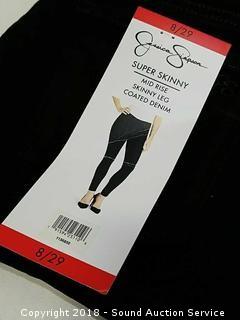 8/29
Jessica Simpson
SUPER SKINNY
MID RISE
SKINNY LEG
COATED DENIM
1136859
8/29
Copyright 2018 - Sound Auction Service